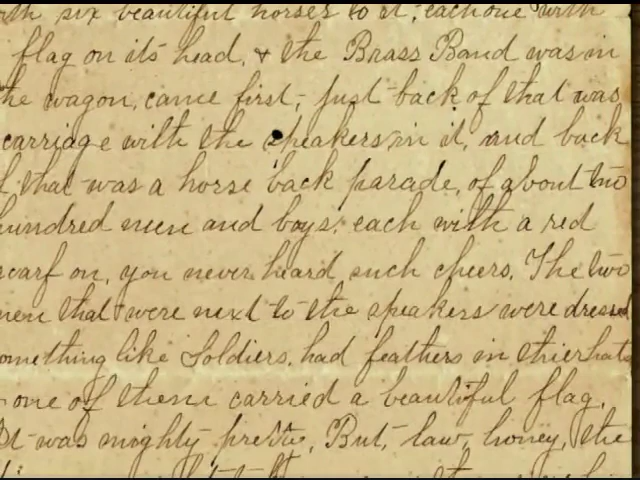 with six beautiful horses to it, each one with
flag on its head, & the Brass Band was in
the wagon, came first, just back of that was
carriage with the speakers in it, and back
that was a horse back parade, of about two
hundred men and boys, each with a red
scarf on, you never heard such cheers. The two
men that were next to the speakers were dressed
omething like Soldiers, had feathers in thier hats
one of them carried a beautiful flag.
It was mighty prettie, But, law, honey, the